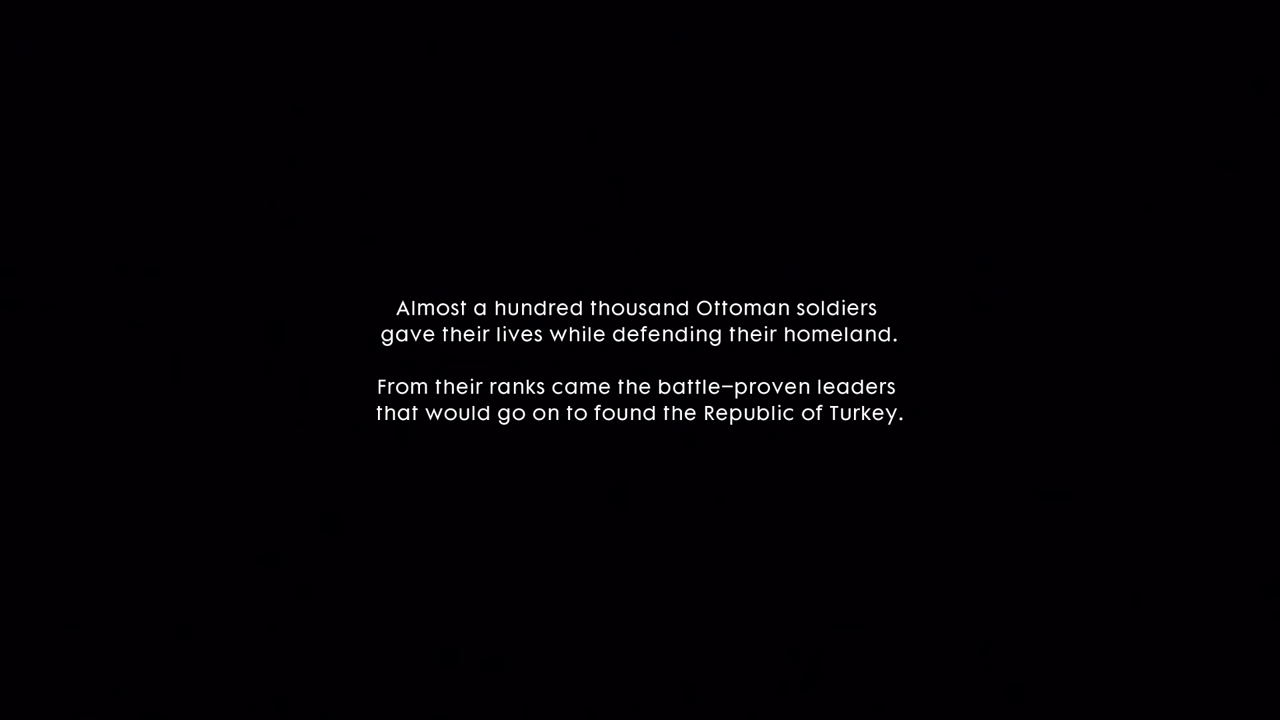 Almost a hundred thousand Ottoman soldiers
gave their lives while defending their homeland.
From their ranks came the battle-proven leaders
that would go on to found the Republic of Turkey.